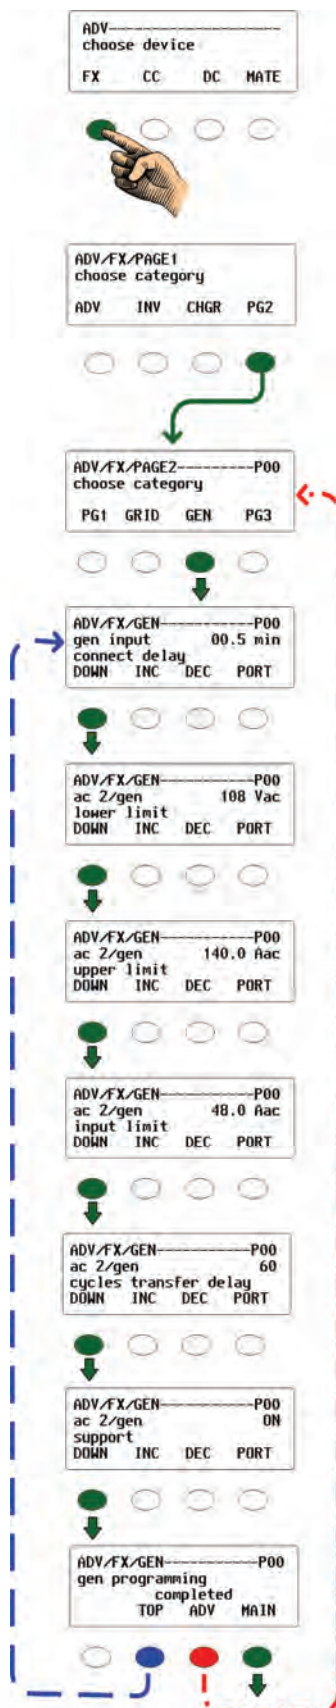 ADV---------------------
choose device
FX CC DC MATE
ADV/FX/PAGE1
choose category
ADV INV CHGR PG2
ADV/FX/PAGE2---------P00
choose category
PG1 GRID GEN PG3
ADV/FX/GEN-----------P00
gen input 00.5 min
connect delay
DOWN INC DEC PORT
ADV/FX/GEN-----------P00
ac 2/gen 108 Vac
lower limit
DOWN INC DEC PORT
ADV/FX/GEN-----------P00
ac 2/gen 140.0 Aac
upper limit
DOWN INC DEC PORT
ADV/FX/GEN-----------P00
ac 2/gen 48.0 Aac
input limit
DOWN INC DEC PORT
ADV/FX/GEN-----------P00
ac 2/gen 60
cycles transfer delay
DOWN INC DEC PORT
ADV/FX/GEN-----------P00
ac 2/gen ON
support
DOWN INC DEC PORT
ADV/FX/GEN-----------P00
gen programming
completed
TOP ADV MAIN